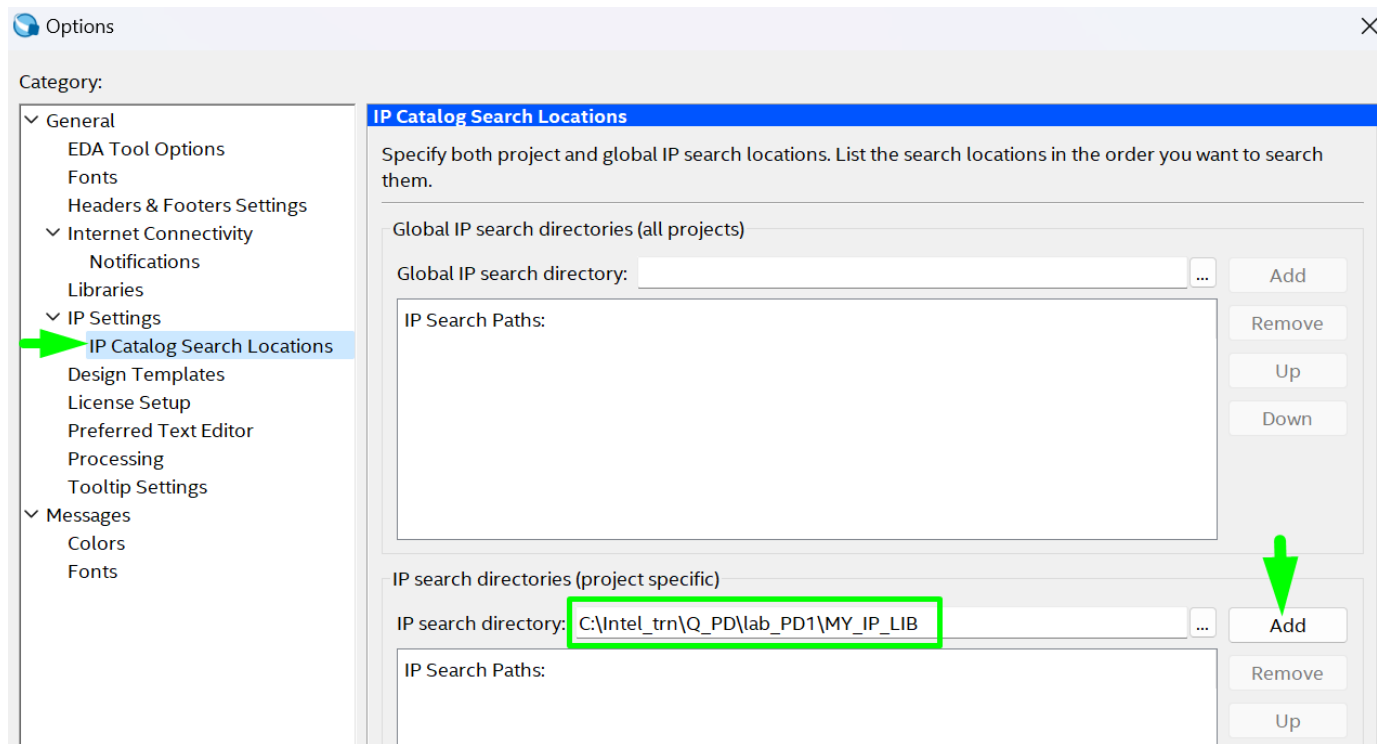 Options
Category:
General
EDA Tool Options
Fonts
Headers & Footers Settings
Internet Connectivity
Notifications
Libraries
IP Settings
IP Catalog Search Locations
Design Templates
License Setup
Preferred Text Editor
Processing
Tooltip Settings
Messages
Colors
Fonts
IP Catalog Search Locations
Specify both project and global IP search locations. List the search locations in the order you want to search
them.
Global IP search directories (all projects)
Global IP search directory:
...
Add
IP Search Paths:
Remove
Up
Down
IP search directories (project specific)
IP search directory: C:\Intel_trn\Q_PD\lab_PD1\MY_IP_LIB
...
Add
IP Search Paths:
Remove
Up